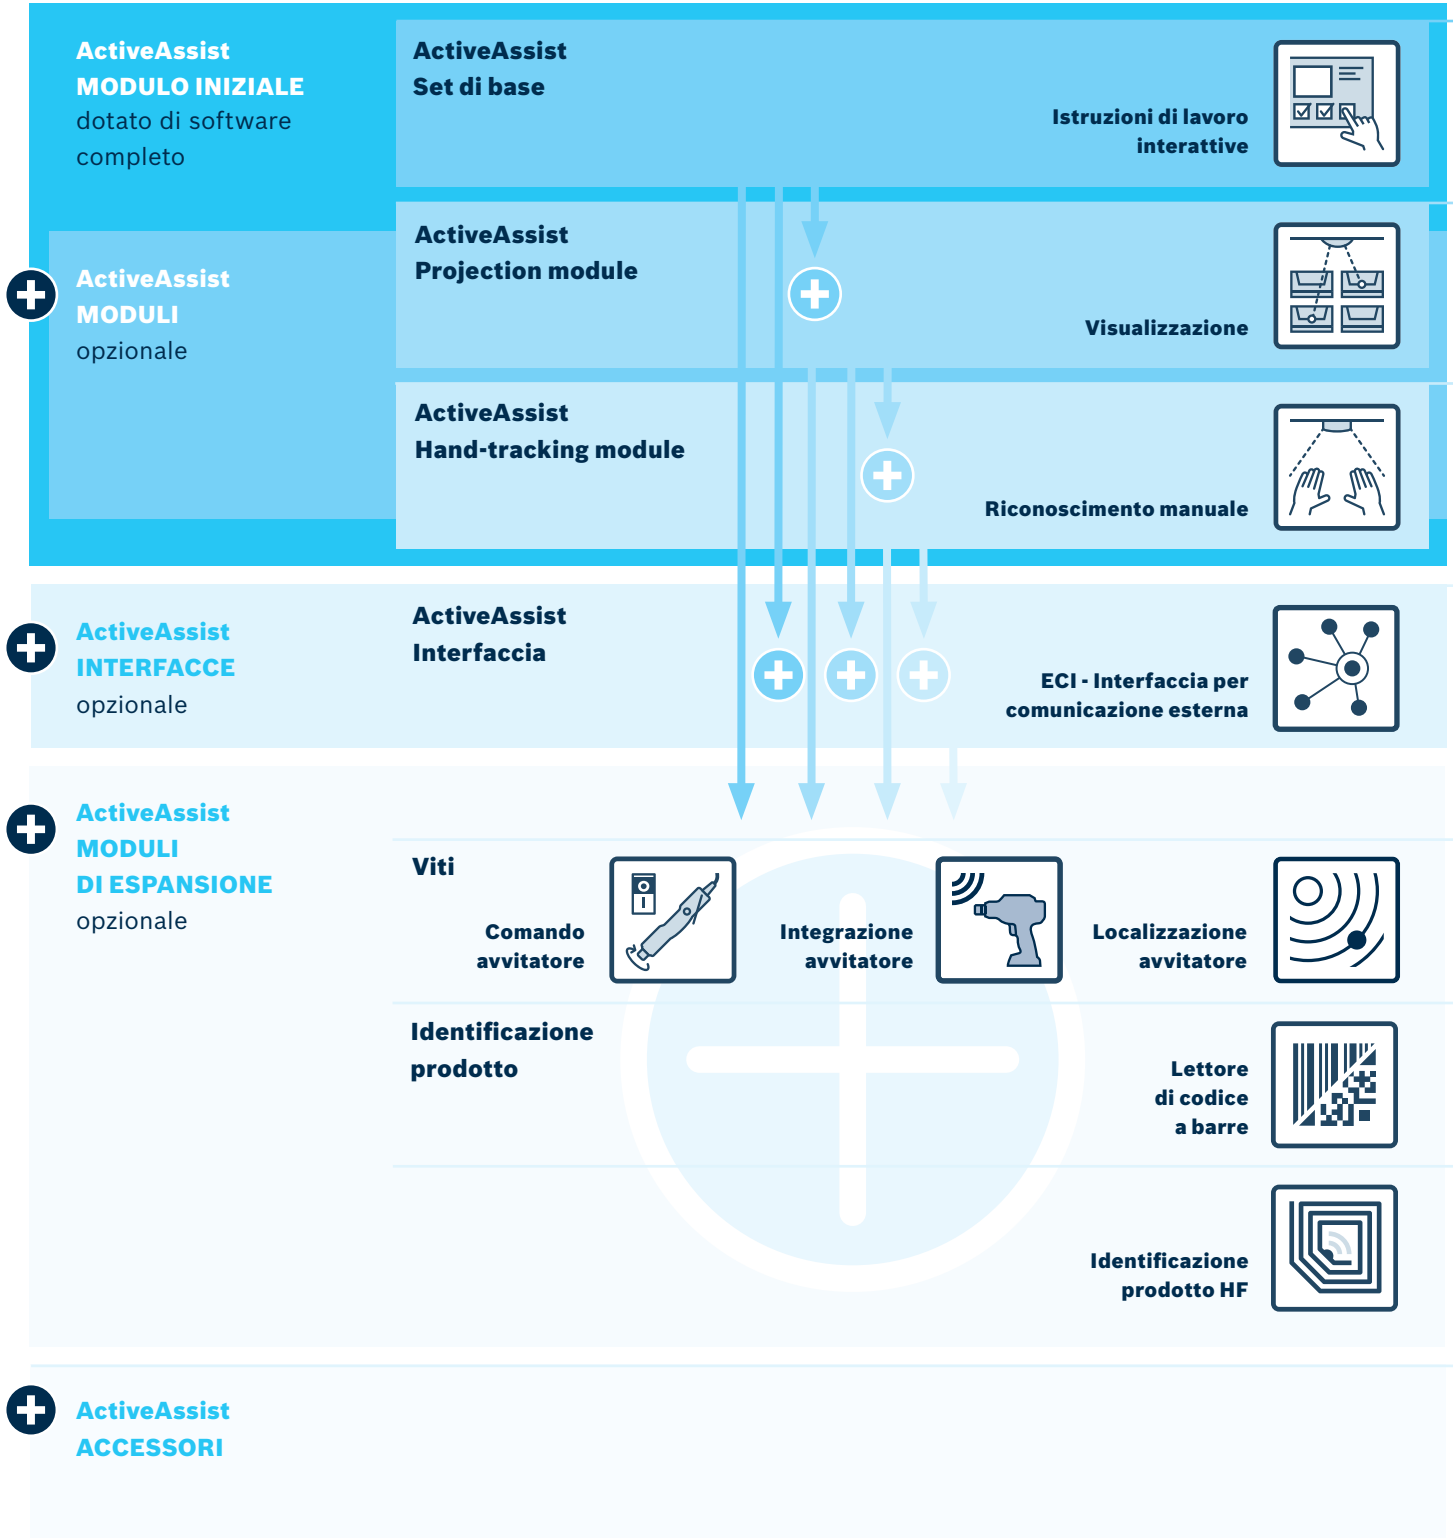 ActiveAssist
MODULO INIZIALE
dotato di software
completo
ActiveAssist
Set di base
Istruzioni di lavoro
interattive
ActiveAssist
MODULI
opzionale
ActiveAssist
Projection module
Visualizzazione
ActiveAssist
Hand-tracking module
Riconoscimento manuale
ActiveAssist
INTERFACCE
opzionale
ActiveAssist
Interfaccia
ECI - Interfaccia per
comunicazione esterna
ActiveAssist
MODULI
DI ESPANSIONE
opzionale
Viti
Comando
avvitatore
Integrazione
avvitatore
Localizzazione
avvitatore
Identificazione
prodotto
Lettore
di codice
a barre
Identificazione
prodotto HF
ActiveAssist
ACCESSORI